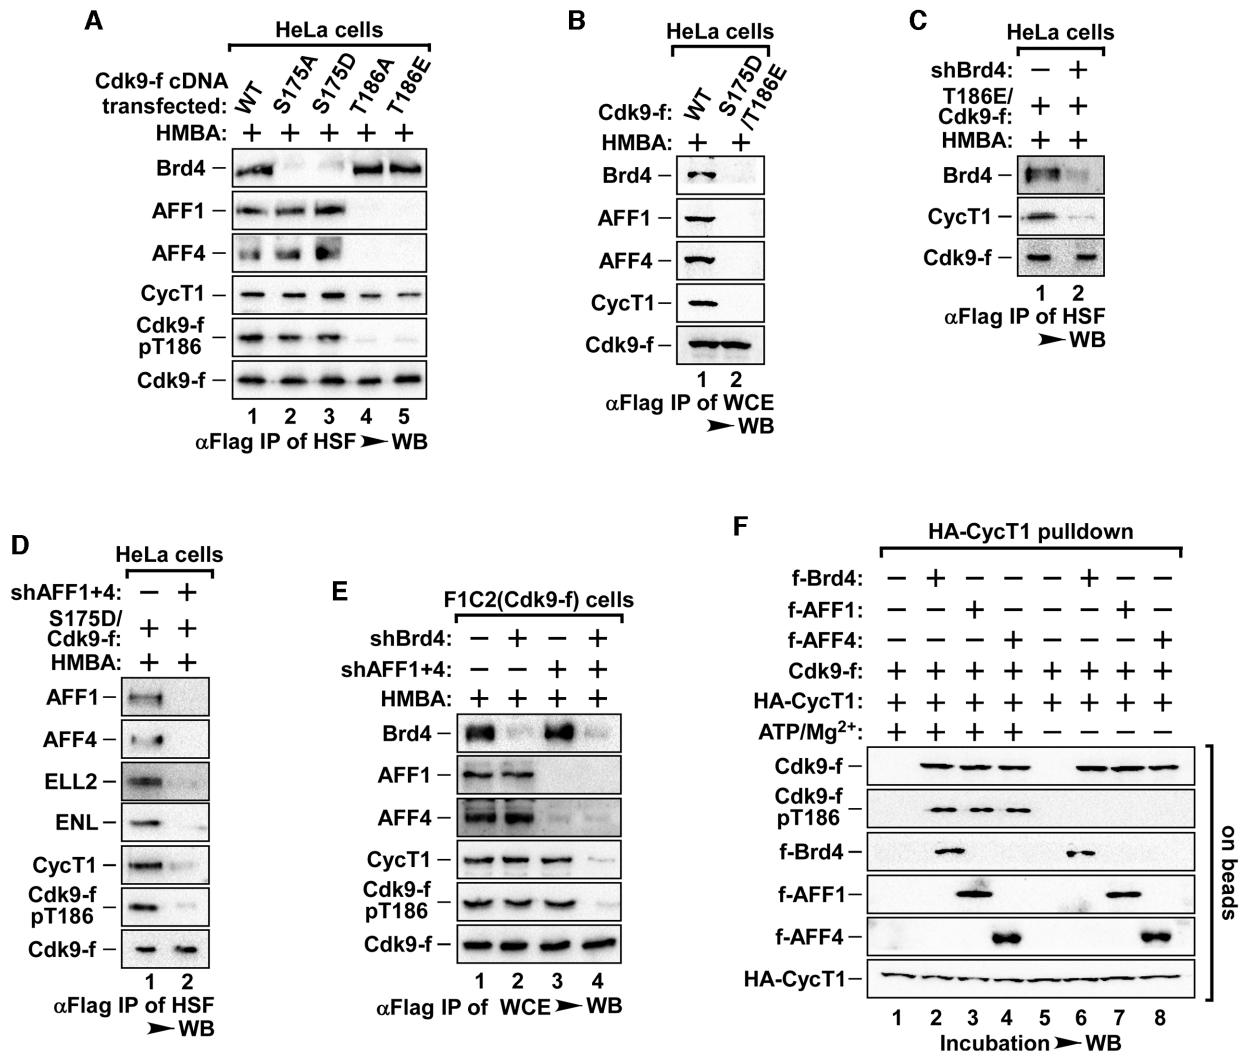 A
HeLa cells
Cdk9-f cDNA
transfected: WT S175A S175D T186A T186E
HMBA: + + + + +
Brd4
AFF1
AFF4
CycT1
Cdk9-f
pT186
Cdk9-f
1 2 3 4 5
αFlag IP of HSF ➤ WB
B
HeLa cells
Cdk9-f: WT S175D
/T186E
HMBA: + +
Brd4
AFF1
AFF4
CycT1
Cdk9-f
1 2
αFlag IP of WCE
➤ WB
C
HeLa cells
shBrd4: − +
T186E/
Cdk9-f: + +
HMBA: + +
Brd4
CycT1
Cdk9-f
1 2
αFlag IP of HSF
➤ WB
D
HeLa cells
shAFF1+4: − +
S175D/
Cdk9-f: + +
HMBA: + +
AFF1
AFF4
ELL2
ENL
CycT1
Cdk9-f
pT186
Cdk9-f
1 2
αFlag IP of HSF
➤ WB
E
F1C2(Cdk9-f) cells
shBrd4: − + − +
shAFF1+4: − − + +
HMBA: + + + +
Brd4
AFF1
AFF4
CycT1
Cdk9-f
pT186
Cdk9-f
1 2 3 4
αFlag IP of WCE ➤ WB
F
HA-CycT1 pulldown
f-Brd4: − + − − − + − −
f-AFF1: − − + − − − + −
f-AFF4: − − − + − − − +
Cdk9-f: + + + + + + + +
HA-CycT1: + + + + + + + +
ATP/Mg²⁺: + + + + − − − −
Cdk9-f
Cdk9-f
pT186
f-Brd4
f-AFF1
f-AFF4
HA-CycT1
on beads
1 2 3 4 5 6 7 8
Incubation ➤ WB